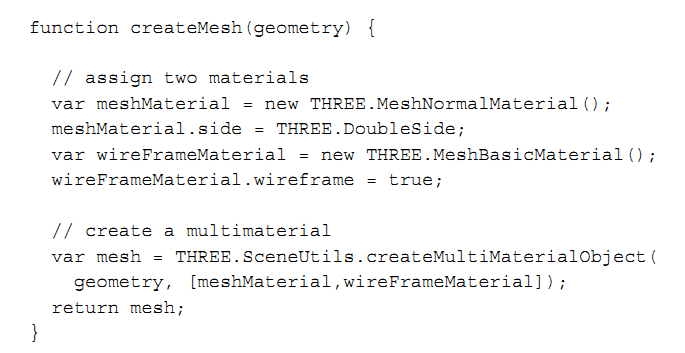 function createMesh(geometry) {
// assign two materials
var meshMaterial = new THREE.MeshNormalMaterial();
meshMaterial.side = THREE.DoubleSide;
var wireFrameMaterial = new THREE.MeshBasicMaterial();
wireFrameMaterial.wireframe = true;
// create a multimaterial
var mesh = THREE.SceneUtils.createMultiMaterialObject(
geometry, [meshMaterial,wireFrameMaterial]);
return mesh;
}